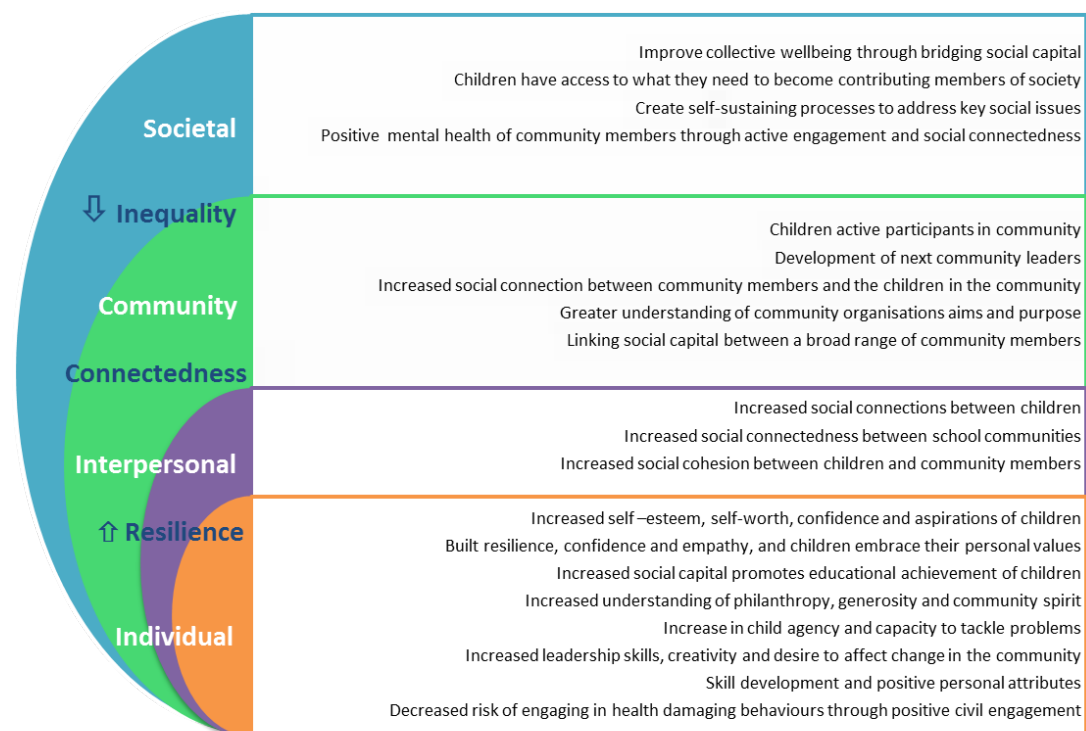 Societal
Improve collective wellbeing through bridging social capital
Children have access to what they need to become contributing members of society
Create self-sustaining processes to address key social issues
Positive mental health of community members through active engagement and social connectedness
⇩ Inequality
Community
Children active participants in community
Development of next community leaders
Increased social connection between community members and the children in the community
Greater understanding of community organisations aims and purpose
Linking social capital between a broad range of community members
Connectedness
Interpersonal
Increased social connections between children
Increased social connectedness between school communities
Increased social cohesion between children and community members
⇧ Resilience
Individual
Increased self –esteem, self-worth, confidence and aspirations of children
Built resilience, confidence and empathy, and children embrace their personal values
Increased social capital promotes educational achievement of children
Increased understanding of philanthropy, generosity and community spirit
Increase in child agency and capacity to tackle problems
Increased leadership skills, creativity and desire to affect change in the community
Skill development and positive personal attributes
Decreased risk of engaging in health damaging behaviours through positive civil engagement